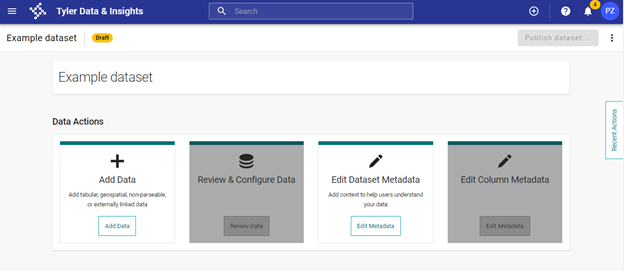 Tyler Data & Insights
Search
4
PZ
Example dataset
Draft
Publish dataset...
Example dataset
Data Actions
Recent Actions
Add Data
Add tabular, geospatial, non-parseable,
or externally linked data
Add Data
Review & Configure Data
Review Data
Edit Dataset Metadata
Add context to help users understand
your data
Edit Metadata
Edit Column Metadata
Edit Metadata